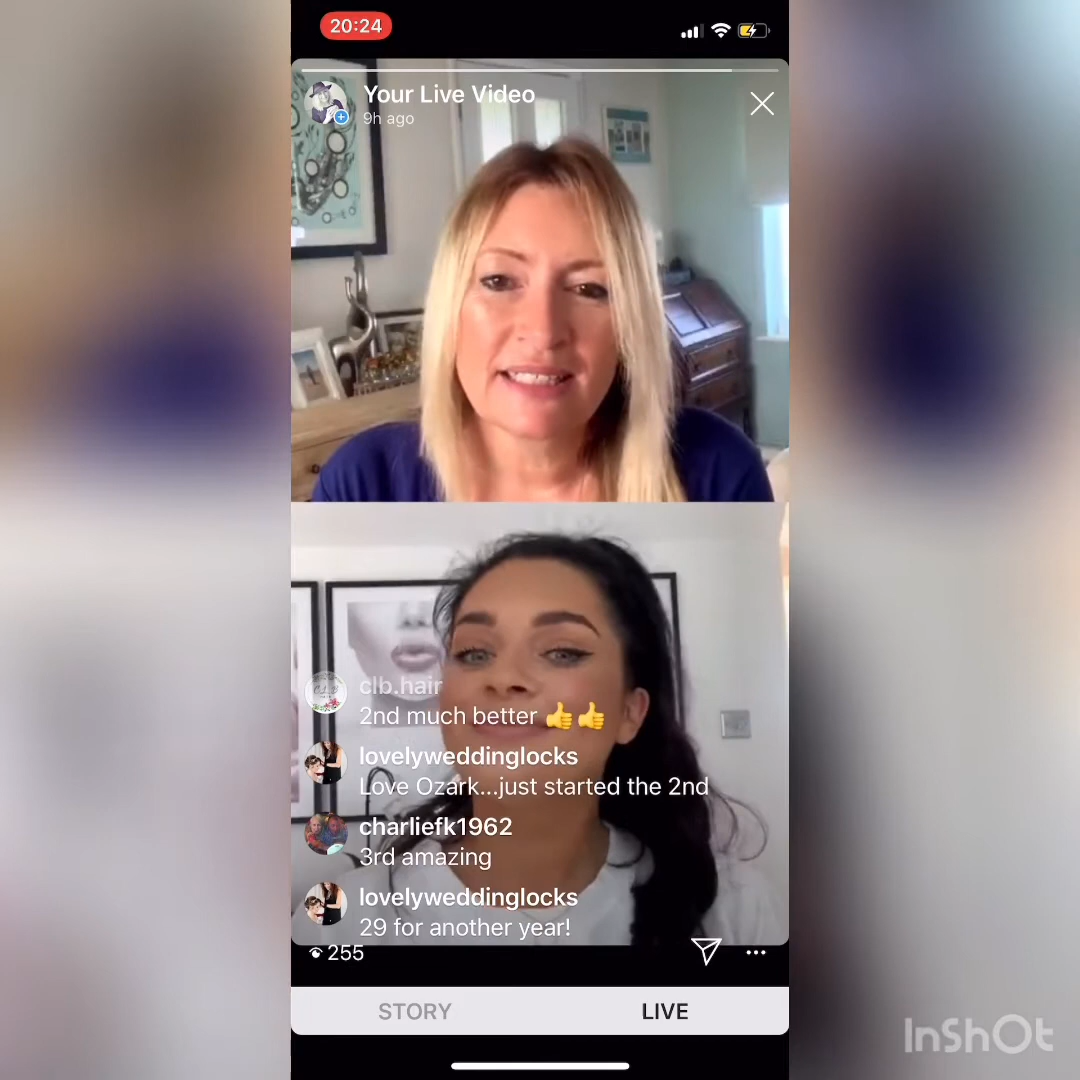 20:24
Your Live Video
9h ago
clb.hair
2nd much better 👍👍
lovelyweddinglocks
Love Ozark...just started the 2nd
charliefk1962
3rd amazing
lovelyweddinglocks
29 for another year!
255
STORY
LIVE
InShOt